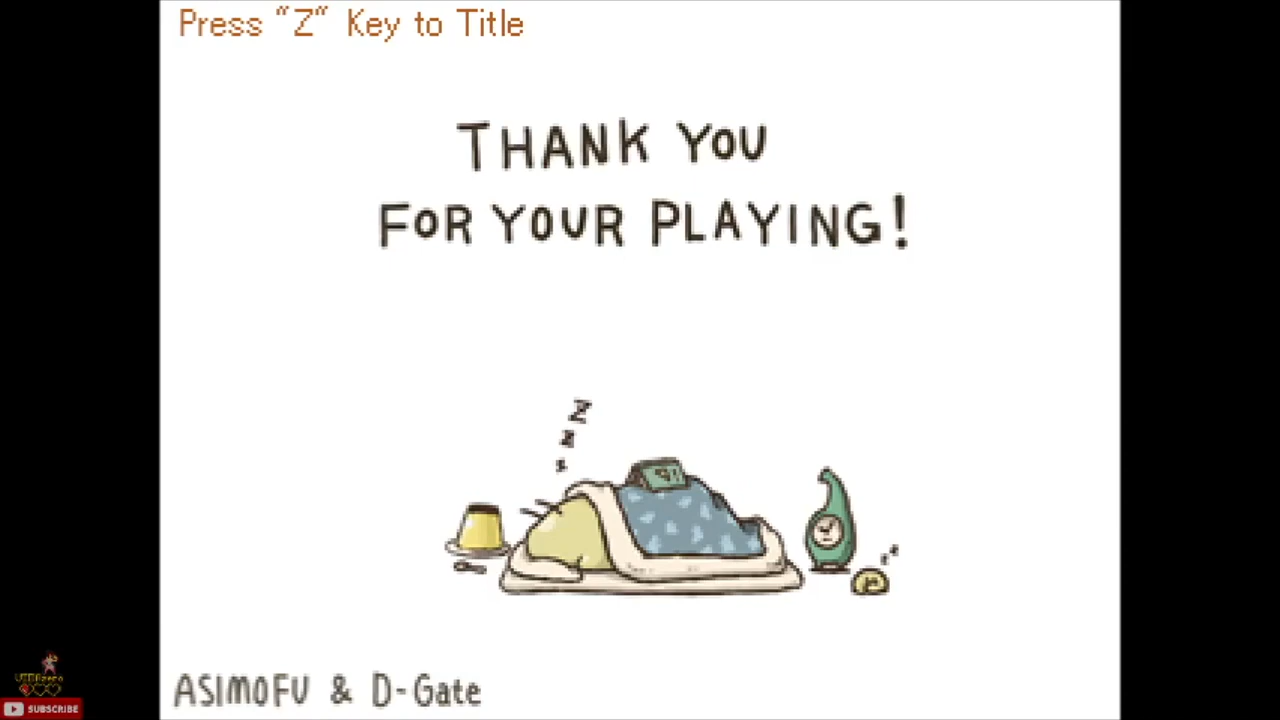 Press "Z" Key to Title
THANK YOU
FOR YOUR PLAYING!
Z
z
z
ASIMOFU & D-Gate
SUBSCRIBE